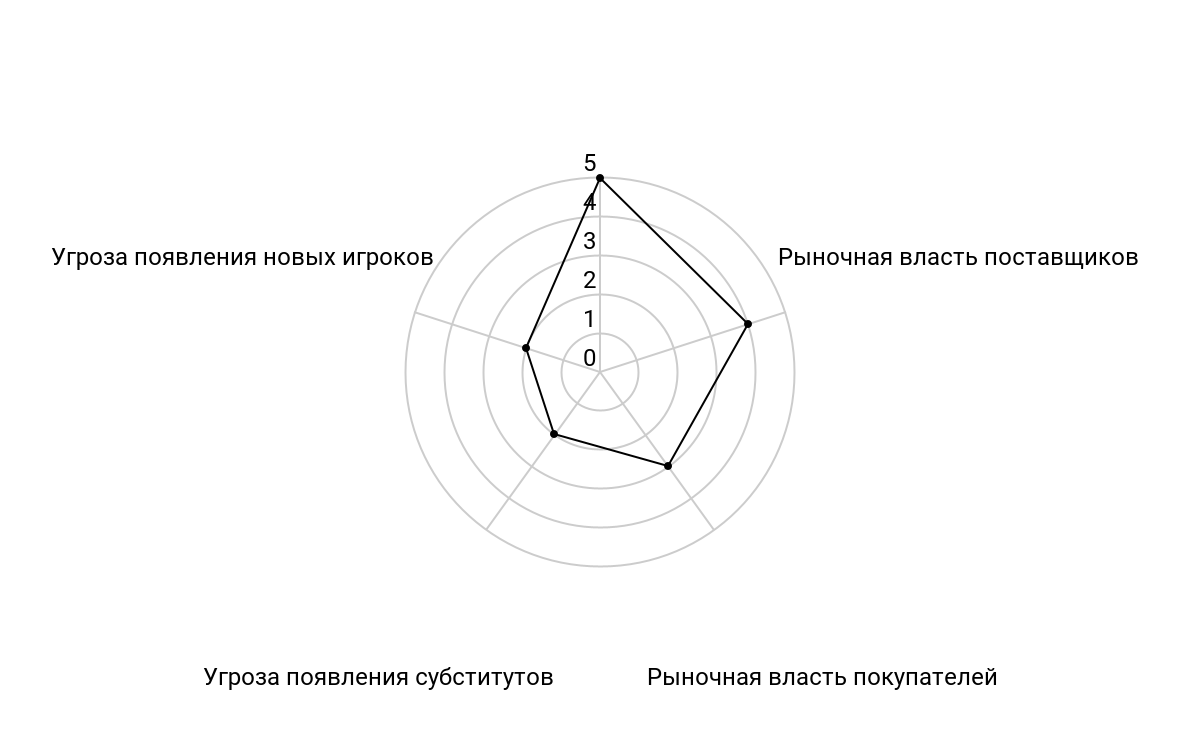 5
4
3
2
1
0
Угроза появления новых игроков
Рыночная власть поставщиков
Угроза появления субститутов
Рыночная власть покупателей